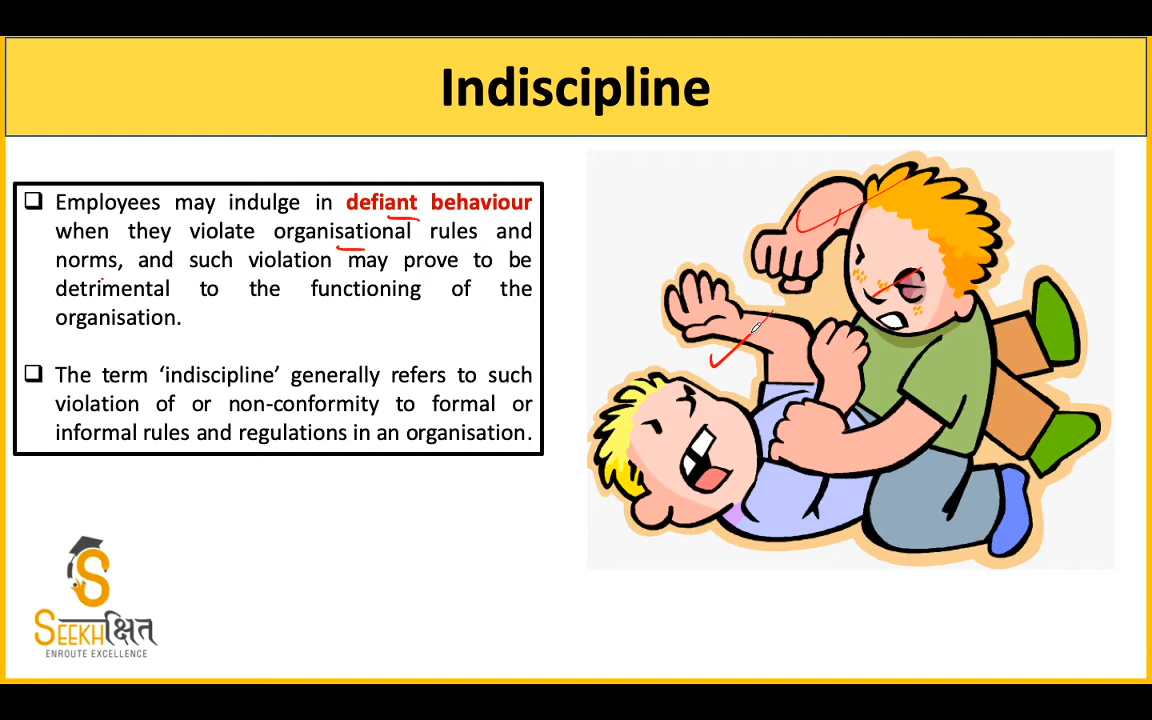 Indiscipline
❑ Employees may indulge in defiant behaviour
when they violate organisational rules and
norms, and such violation may prove to be
detrimental to the functioning of the
organisation.
❑ The term ‘indiscipline’ generally refers to such
violation of or non-conformity to formal or
informal rules and regulations in an organisation.
S
SEEKHक्षित
ENROUTE EXCELLENCE